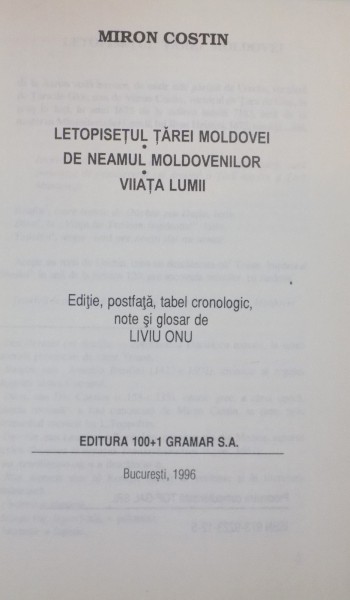 MIRON COSTIN
LETOPISEȚUL ȚĂREI MOLDOVEI
•
DE NEAMUL MOLDOVENILOR
•
VIIAȚA LUMII
Ediție, postfață, tabel cronologic,
note și glosar de
LIVIU ONU
EDITURA 100+1 GRAMAR S.A.
București, 1996